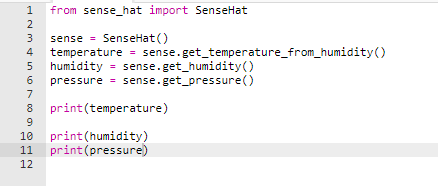 1 from sense_hat import SenseHat
2
3 sense = SenseHat()
4 temperature = sense.get_temperature_from_humidity()
5 humidity = sense.get_humidity()
6 pressure = sense.get_pressure()
7
8 print(temperature)
9
10 print(humidity)
11 print(pressure)
12